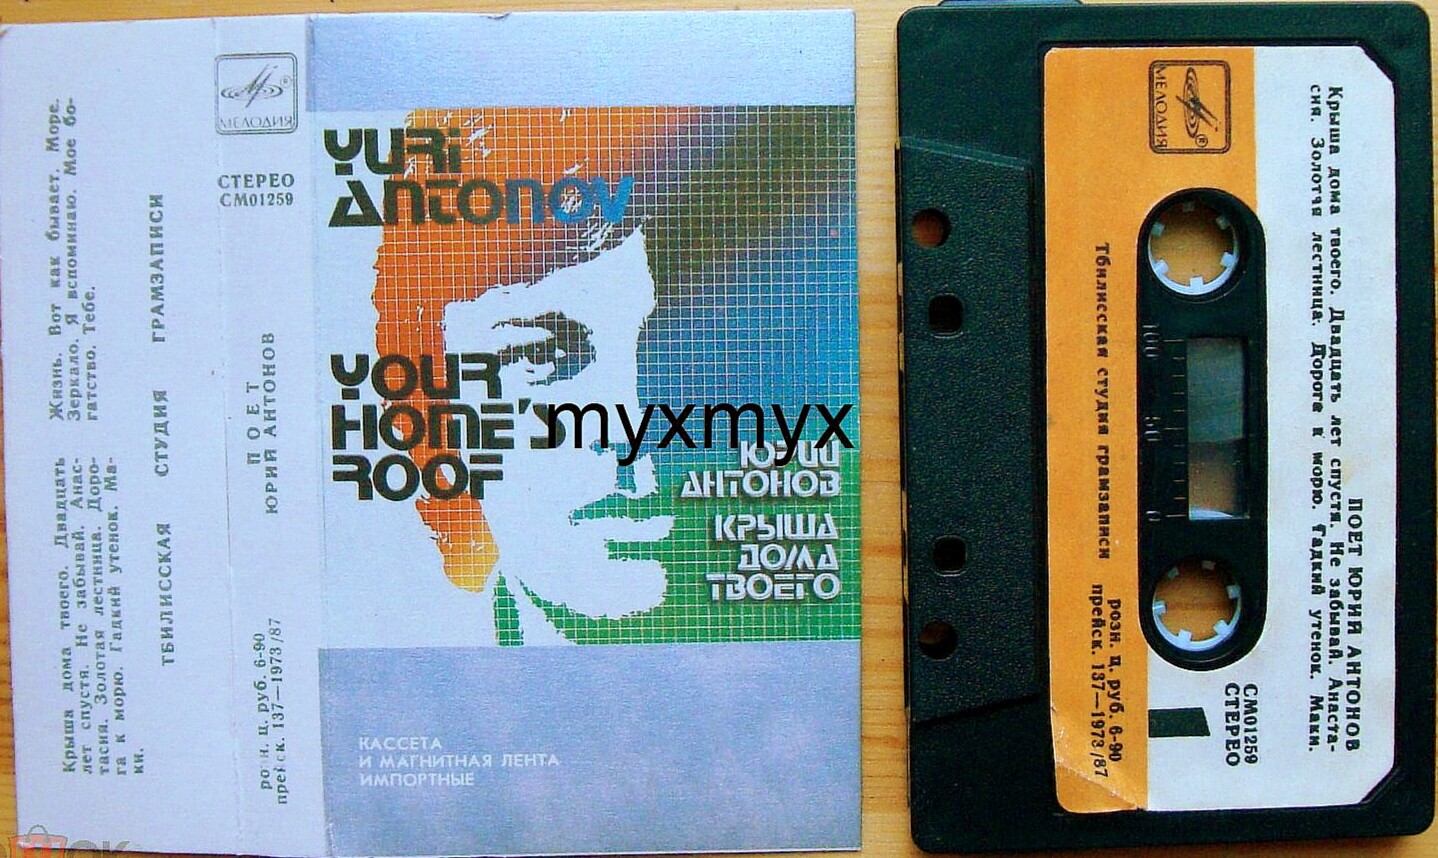 Крыша дома твоего. Двадцать
лет спустя. Не забывай. Анас-
тасия. Золотая лестница. Доро-
га к морю. Гадкий утенок. Ма-
ки.
Жизнь. Вот как бывает. Море.
Зеркало. Я вспоминаю. Мое бо-
гатство. Тебе.
ТБИЛИССКАЯ СТУДИЯ ГРАМЗАПИСИ
МЕЛОДИЯ
СТЕРЕО
СМ01259
ПОЕТ
ЮРИЙ АНТОНОВ
розн. ц. руб. 6-90
прейск. 137—1973/87
YURi
ANTONOV
YOUR
HOME'S
ROOF
myxmyx
ЮРИЙ
АНТОНОВ
КРЫША
ДОМА
ТВОЕГО
КАССЕТА
И МАГНИТНАЯ ЛЕНТА
ИМПОРТНЫЕ
МЕЛОДИЯ
Тбилисская студия грамзаписи
розн. ц. руб. 6-90
прейск. 137—1973/87
100
50
0
1
СМ01259
СТЕРЕО
ПОЕТ ЮРИЙ АНТОНОВ
Крыша дома твоего. Двадцать лет спустя. Не забывай. Анаста-
сия. Золотчя лестница. Дорога к морю. Гадкий утенок. Маки.